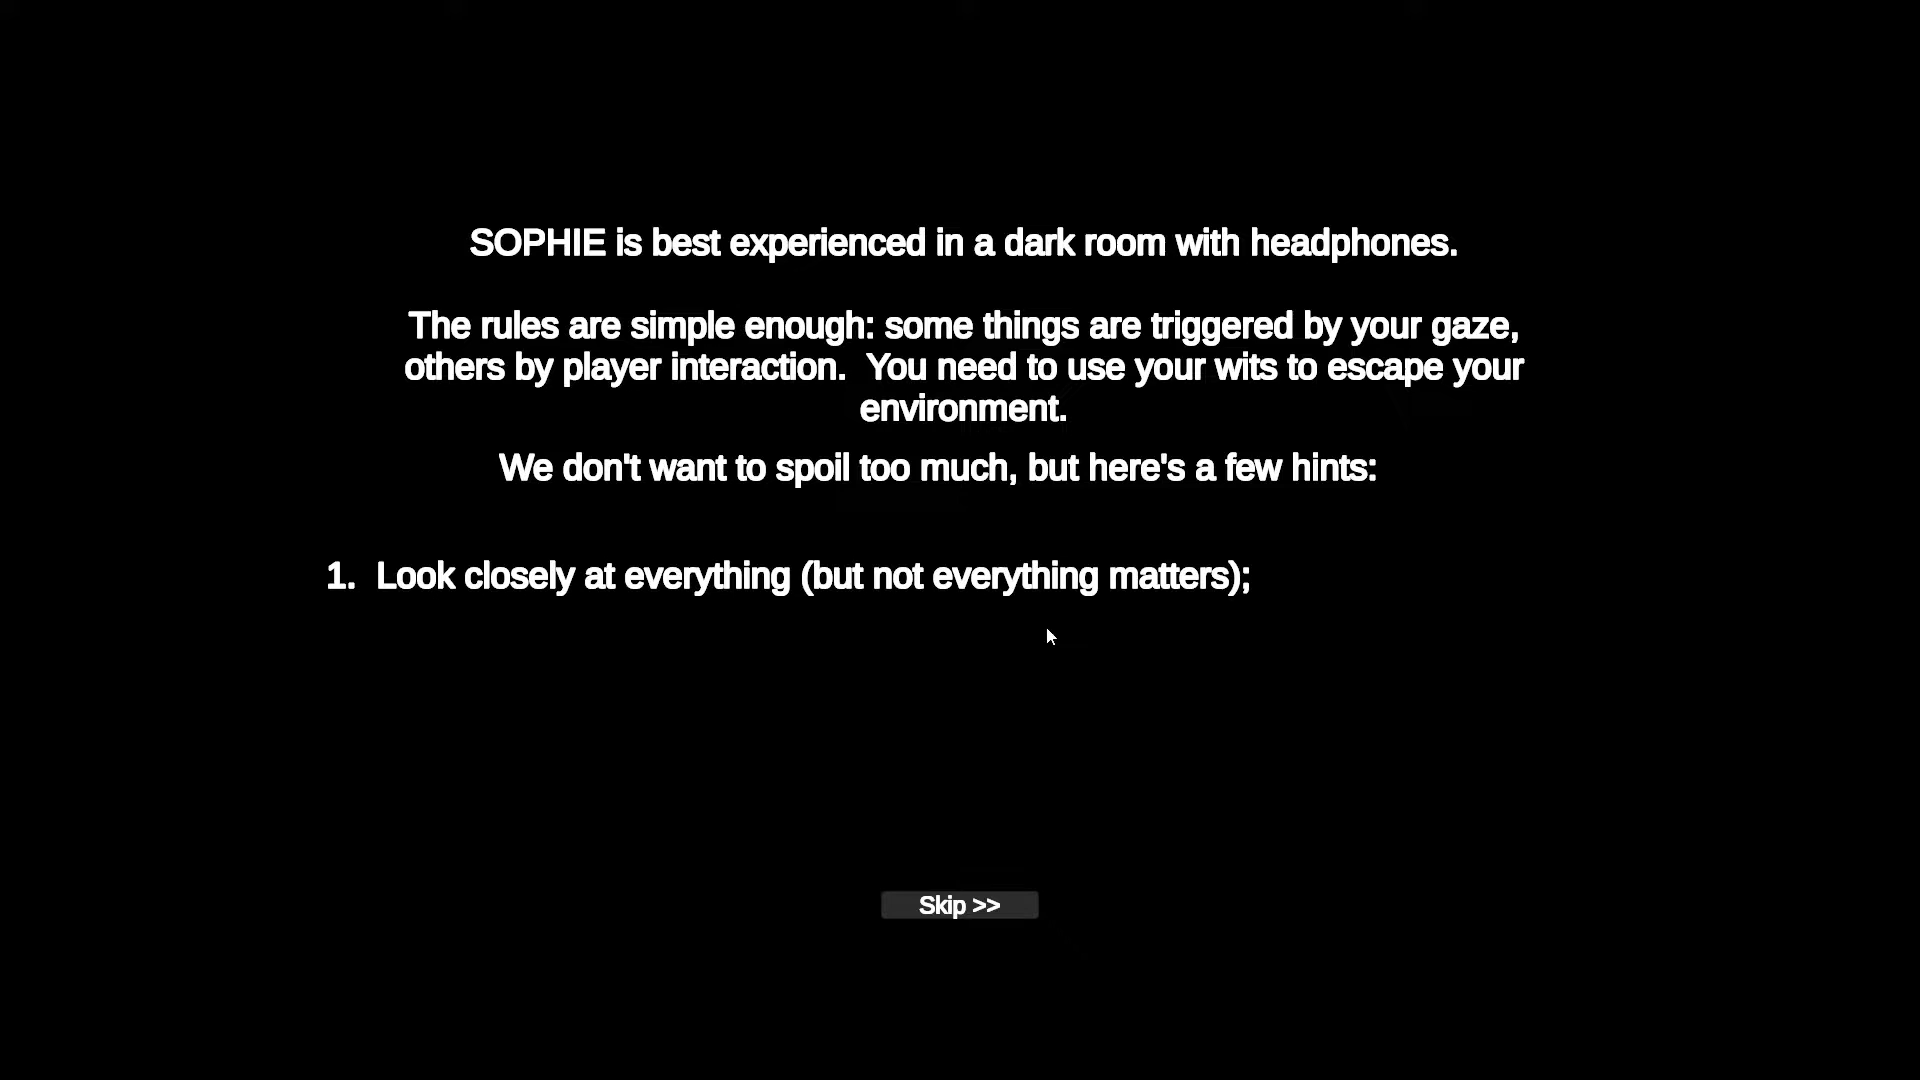 SOPHIE is best experienced in a dark room with headphones.
The rules are simple enough: some things are triggered by your gaze,
others by player interaction.  You need to use your wits to escape your
environment.
We don't want to spoil too much, but here's a few hints:
1.  Look closely at everything (but not everything matters);
Skip >>